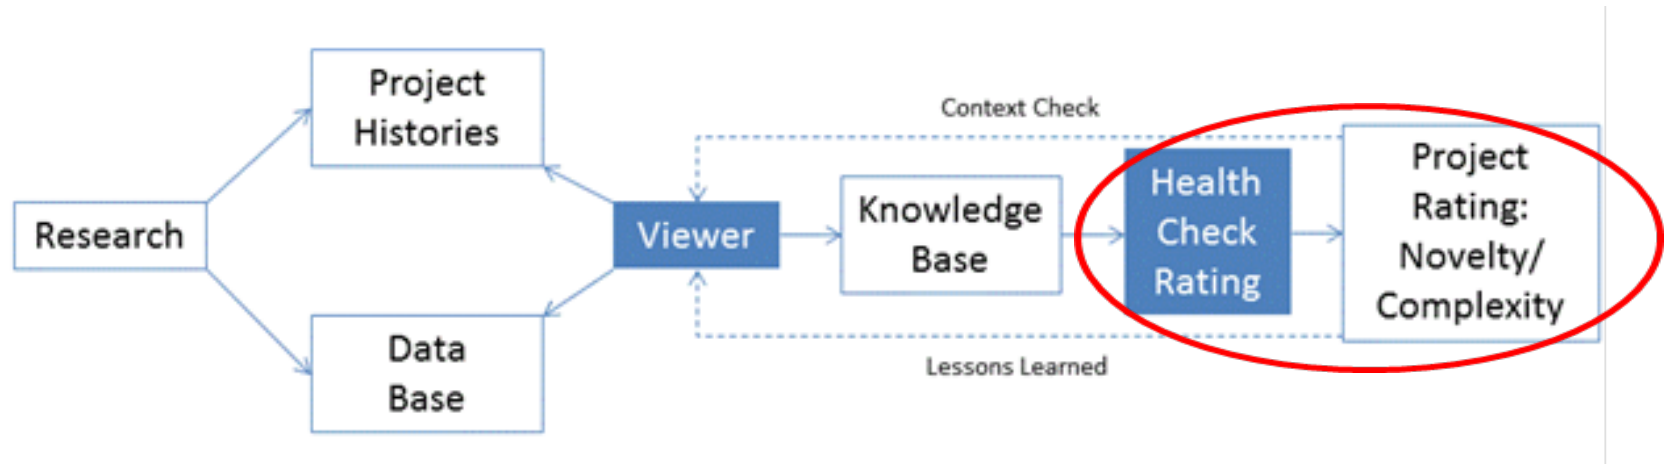 Project
Histories
Research
Data
Base
Viewer
Context Check
Knowledge
Base
Lessons Learned
Health
Check
Rating
Project
Rating:
Novelty/
Complexity